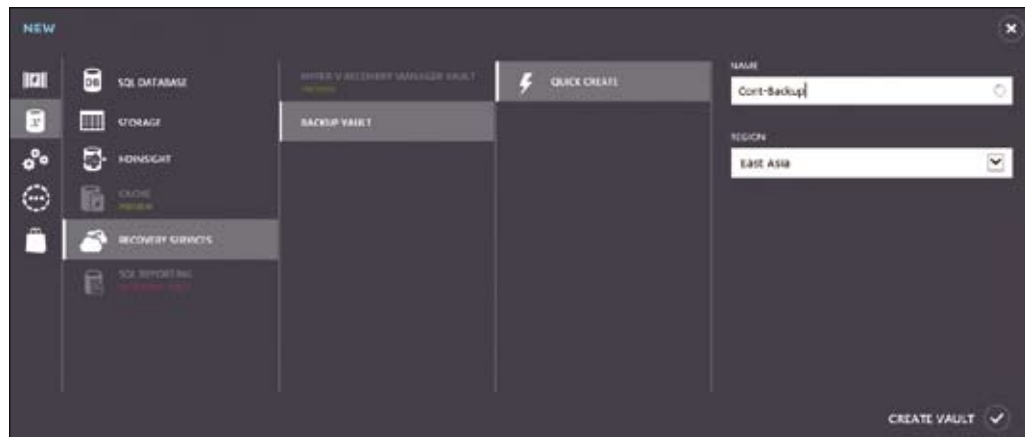 NEW
SQL DATABASE
STORAGE
HDINSIGHT
CACHE
PREVIEW
RECOVERY SERVICES
SQL REPORTING
HYPER-V RECOVERY MANAGER VAULT
PREVIEW
BACKUP VAULT
QUICK CREATE
NAME
Cont-Backup
REGION
East Asia
CREATE VAULT